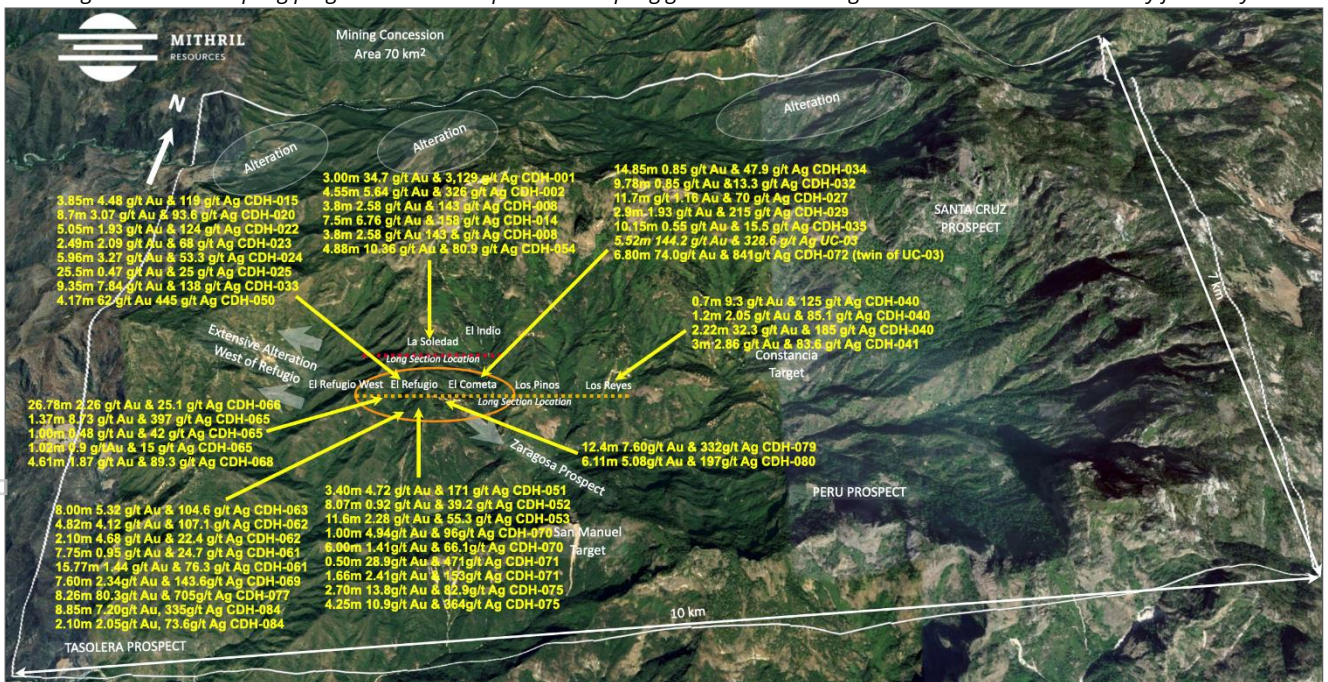 MITHRIL
RESOURCES
Mining Concession
Area 70 km²
N
Alteration
Alteration
Alteration
3.85m 4.48 g/t Au & 119 g/t Ag CDH-015
8.7m 3.07 g/t Au & 93.6 g/t Ag CDH-020
5.05m 1.93 g/t Au & 124 g/t Ag CDH-022
2.49m 2.09 g/t Au & 68 g/t Ag CDH-023
5.96m 3.27 g/t Au & 53.3 g/t Ag CDH-024
25.5m 0.47 g/t Au & 25 g/t Ag CDH-025
9.35m 7.84 g/t Au & 138 g/t Ag CDH-033
4.17m 62 g/t Au 445 g/t Ag CDH-050
3.00m 34.7 g/t Au & 3,129 g/t Ag CDH-001
4.55m 5.64 g/t Au & 326 g/t Ag CDH-002
3.8m 2.58 g/t Au & 143 g/t Ag CDH-008
7.5m 6.76 g/t Au & 158 g/t Ag CDH-014
3.8m 2.58 g/t Au & 143 & g/t Ag CDH-008
4.88m 10.36 g/t Au & 80.9 g/t Ag CDH-054
14.85m 0.85 g/t Au & 47.9 g/t Ag CDH-034
9.78m 0.85 g/t Au &13.3 g/t Ag CDH-032
11.7m g/t 1.16 Au & 70 g/t Ag CDH-027
2.9m 1.93 g/t Au & 215 g/t Ag CDH-029
10.15m 0.55 g/t Au & 15.5 g/t Ag CDH-035
5.52m 144.2 g/t Au & 328.6 g/t Ag UC-03
6.80m 74.0g/t Au & 841g/t Ag CDH-072 (twin of UC-03)
SANTA CRUZ
PROSPECT
7 km
0.7m 9.3 g/t Au & 125 g/t Ag CDH-040
1.2m 2.05 g/t Au & 85.1 g/t Ag CDH-040
2.22m 32.3 g/t Au & 185 g/t Ag CDH-040
3m 2.86 g/t Au & 83.6 g/t Ag CDH-041
Constancia
Target
Extensive Alteration
West of Refugio
El Indio
La Soledad
Long Section Location
El Refugio West El Refugio El Cometa Los Pinos Los Reyes
Long Section Location
26.78m 2.26 g/t Au & 25.1 g/t Ag CDH-066
1.37m 8.73 g/t Au & 397 g/t Ag CDH-065
1.00m 0.48 g/t Au & 42 g/t Ag CDH-065
1.02m 0.9 g/tAu & 15 g/t Ag CDH-065
4.61m 1.87 g/t Au & 89.3 g/t Ag CDH-068
Zaragosa Prospect
12.4m 7.60g/t Au & 332g/t Ag CDH-079
6.11m 5.08g/t Au & 197g/t Ag CDH-080
8.00m 5.32 g/t Au & 104.6 g/t Ag CDH-063
4.82m 4.12 g/t Au & 107.1 g/t Ag CDH-062
2.10m 4.68 g/t Au & 22.4 g/t Ag CDH-062
7.75m 0.95 g/t Au & 24.7 g/t Ag CDH-061
15.77m 1.44 g/t Au & 76.3 g/t Ag CDH-061
7.60m 2.34g/t Au & 143.6g/t Ag CDH-069
8.26m 80.3g/t Au & 705g/t Ag CDH-077
8.85m 7.20g/t Au, 335g/t Ag CDH-084
2.10m 2.05g/t Au, 73.6g/t Ag CDH-084
3.40m 4.72 g/t Au & 171 g/t Ag CDH-051
8.07m 0.92 g/t Au & 39.2 g/t Ag CDH-052
11.6m 2.28 g/t Au & 55.3 g/t Ag CDH-053
1.00m 4.94g/t Au & 96g/t Ag CDH-070
6.00m 1.41g/t Au & 66.1g/t Ag CDH-070
0.50m 28.9g/t Au & 471g/t Ag CDH-071
1.66m 2.41g/t Au & 153g/t Ag CDH-071
2.70m 13.8g/t Au & 82.9g/t Ag CDH-075
4.25m 10.9g/t Au & 364g/t Ag CDH-075
San Manuel
Target
PERU PROSPECT
10 km
TASOLERA PROSPECT